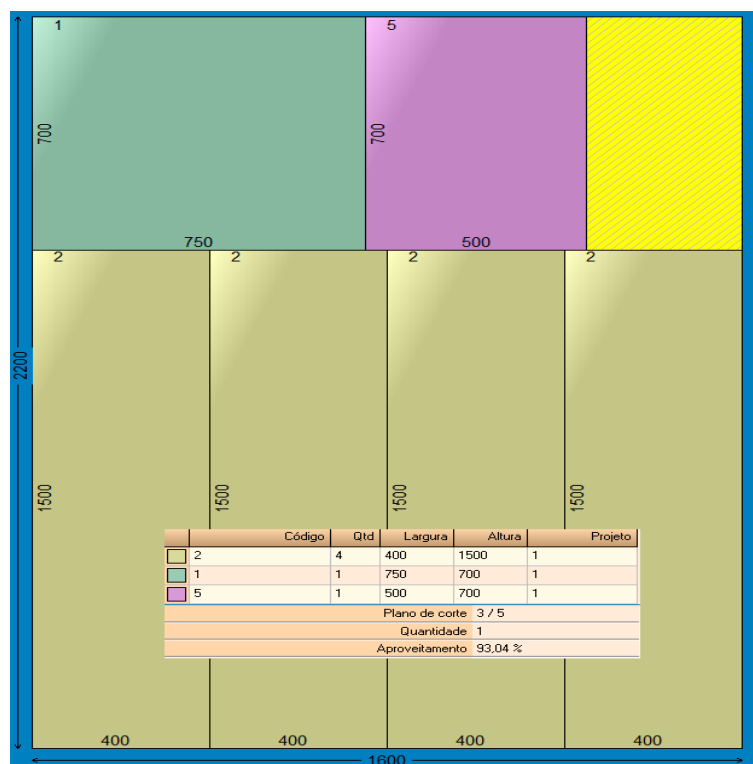 1 5
700 700
750 500
2 2 2 2
2200
1500 1500 1500 1500
Código Qtd Largura Altura Projeto
2 4 400 1500 1
1 1 750 700 1
5 1 500 700 1
Plano de corte 3 / 5
Quantidade 1
Aproveitamento 93,04 %
400 400 400 400
1600